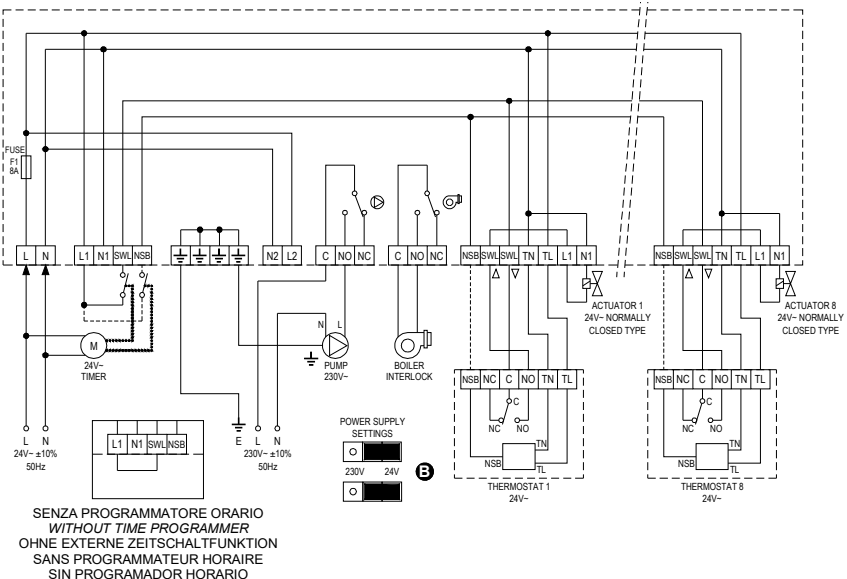 FUSE
F1
8A
L N
L1 N1 SWL NSB
N2 L2
C NO NC
C NO NC
NSB SWL SWL TN TL L1 N1
NSB SWL SWL TN TL L1 N1
ACTUATOR 1
24V~ NORMALLY
CLOSED TYPE
ACTUATOR 8
24V~ NORMALLY
CLOSED TYPE
M
24V~
TIMER
N L
PUMP
230V~
BOILER
INTERLOCK
NSB NC C NO TN TL
C
NC NO
TN
NSB
TL
THERMOSTAT 1
24V~
NSB NC C NO TN TL
C
NC NO
TN
NSB
TL
THERMOSTAT 8
24V~
L N
24V~ ±10%
50Hz
L1 N1 SWL NSB
E L N
230V~ ±10%
50Hz
POWER SUPPLY
SETTINGS
230V 24V
B
SENZA PROGRAMMATORE ORARIO
WITHOUT TIME PROGRAMMER
OHNE EXTERNE ZEITSCHALTFUNKTION
SANS PROGRAMMATEUR HORAIRE
SIN PROGRAMADOR HORARIO